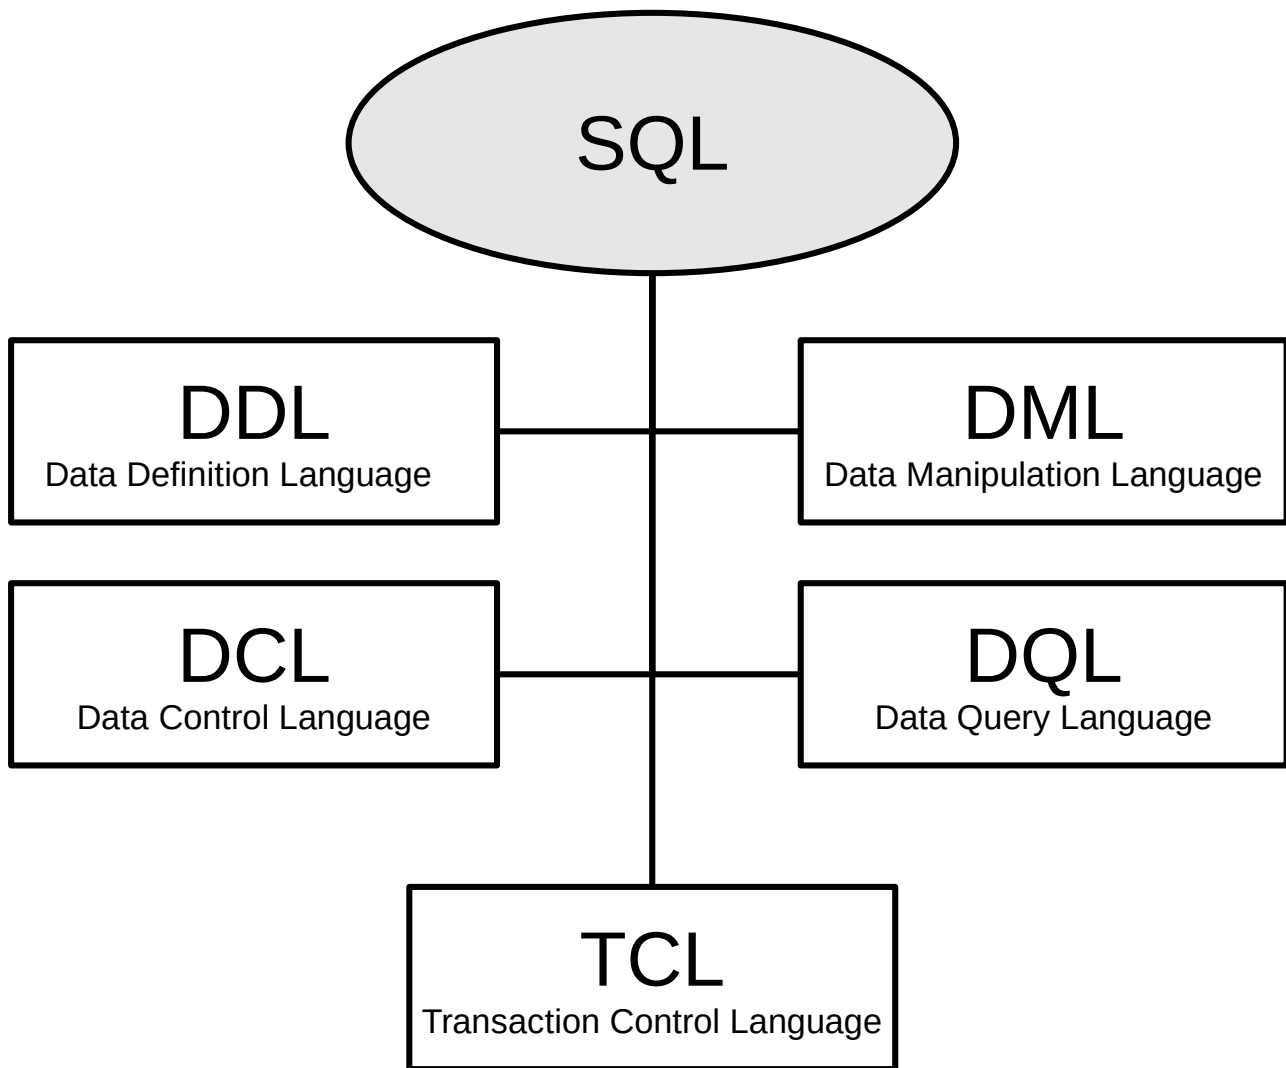 SQL
DDL
Data Definition Language
DML
Data Manipulation Language
DCL
Data Control Language
DQL
Data Query Language
TCL
Transaction Control Language